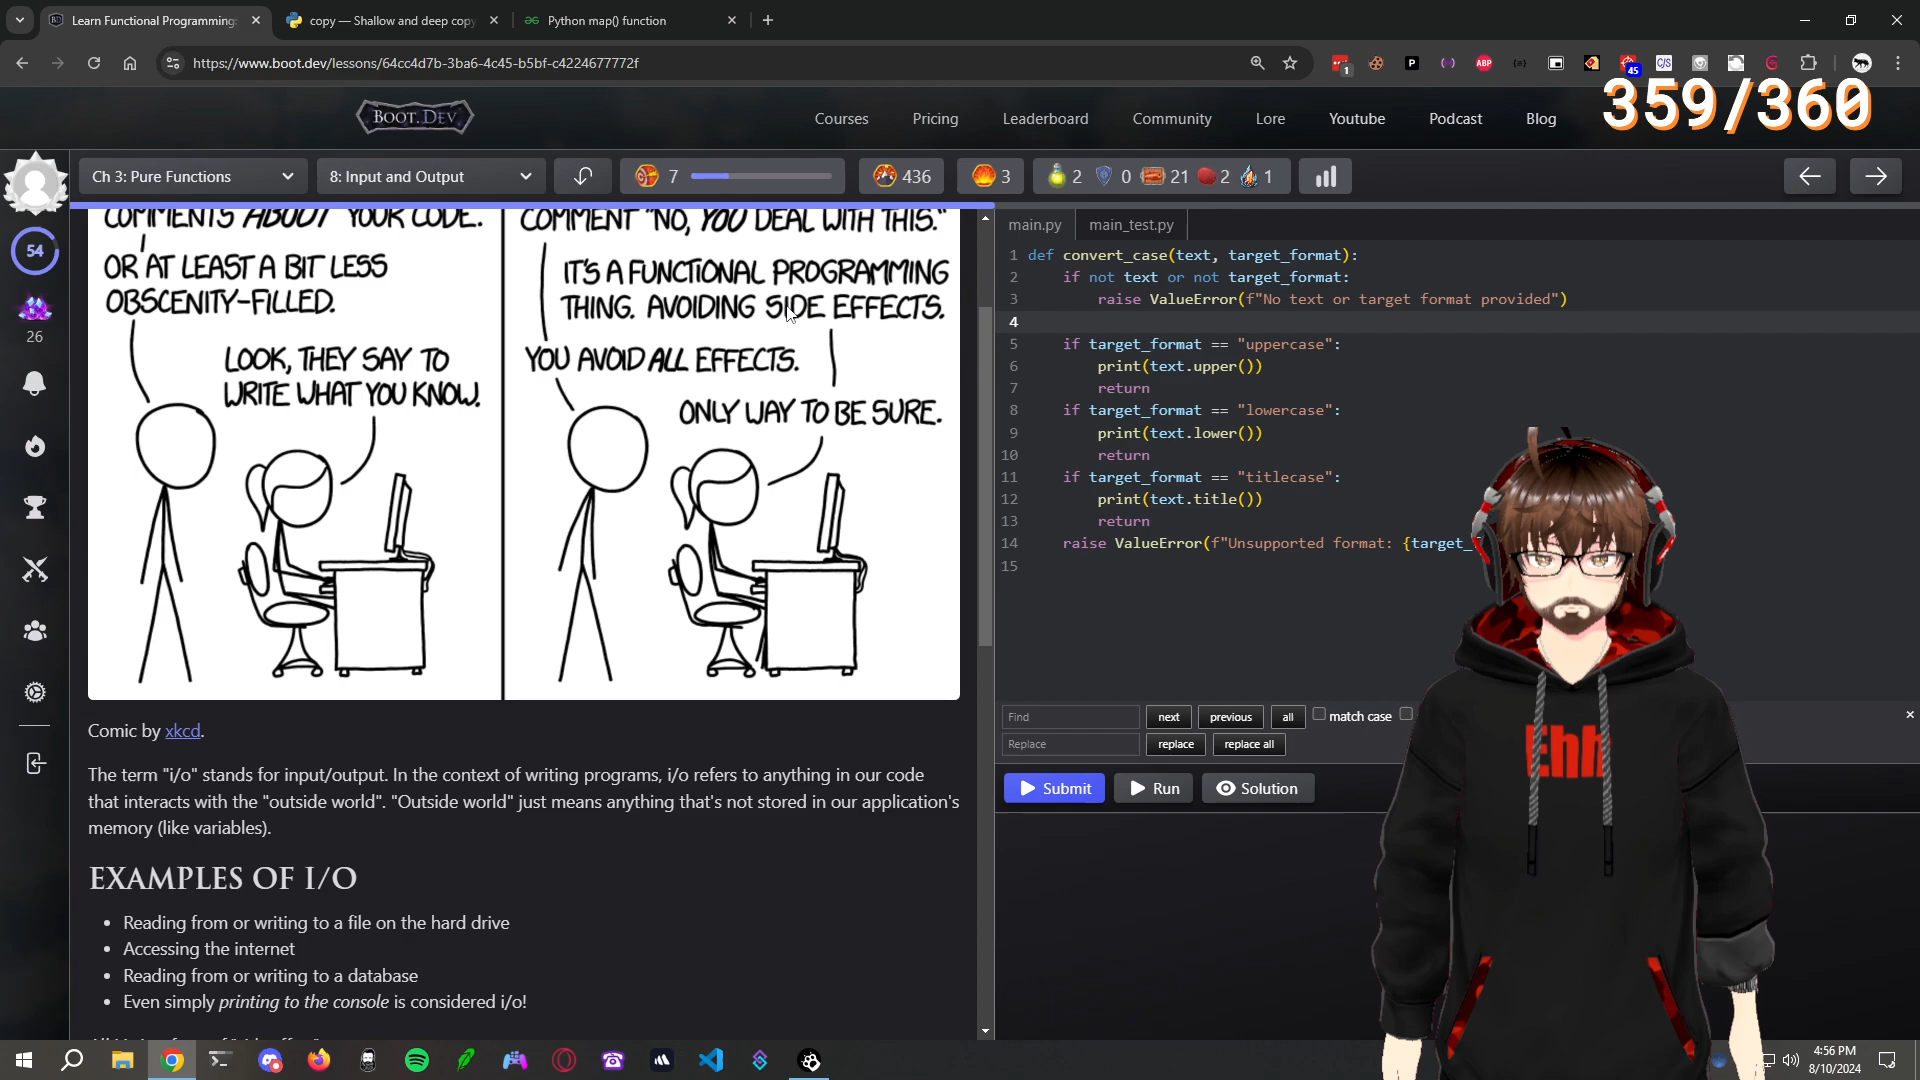 Learn Functional Programming:
copy — Shallow and deep copy
Python map() function
https://www.boot.dev/lessons/64cc4d7b-3ba6-4c45-b5bf-c4224677772f
1
P
ABP
45
359/360
BOOT.DEV
Courses
Pricing
Leaderboard
Community
Lore
Youtube
Podcast
Blog
Ch 3: Pure Functions
8: Input and Output
7
436
3
2
0
21
2
1
54
26
COMMENTS ABOUT YOUR CODE.
OR AT LEAST A BIT LESS
OBSCENITY-FILLED.
LOOK, THEY SAY TO
WRITE WHAT YOU KNOW.
COMMENT "NO, YOU DEAL WITH THIS."
IT'S A FUNCTIONAL PROGRAMMING
THING. AVOIDING SIDE EFFECTS.
YOU AVOID ALL EFFECTS.
ONLY WAY TO BE SURE.
Comic by xkcd.
The term "i/o" stands for input/output. In the context of writing programs, i/o refers to anything in our code
that interacts with the "outside world". "Outside world" just means anything that's not stored in our application's
memory (like variables).
EXAMPLES OF I/O
• Reading from or writing to a file on the hard drive
• Accessing the internet
• Reading from or writing to a database
• Even simply printing to the console is considered i/o!
main.py
main_test.py
1 def convert_case(text, target_format):
2 if not text or not target_format:
3 raise ValueError(f"No text or target format provided")
4
5 if target_format == "uppercase":
6 print(text.upper())
7 return
8 if target_format == "lowercase":
9 print(text.lower())
10 return
11 if target_format == "titlecase":
12 print(text.title())
13 return
14 raise ValueError(f"Unsupported format: {target_
15
Find
next
previous
all
match case
Replace
replace
replace all
Submit
Run
Solution
Ehh
4:56 PM
8/10/2024